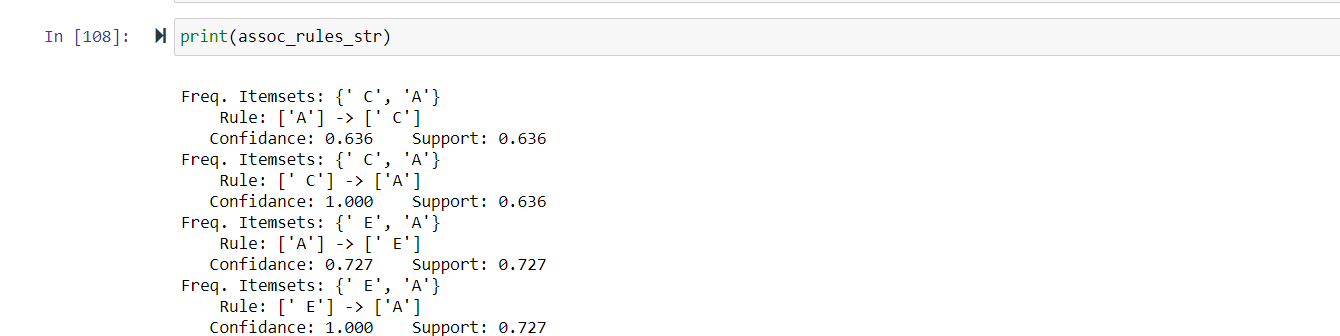 In [108]: print(assoc_rules_str)
Freq. Itemsets: {' C', 'A'}
Rule: ['A'] -> [' C']
Confidance: 0.636 Support: 0.636
Freq. Itemsets: {' C', 'A'}
Rule: [' C'] -> ['A']
Confidance: 1.000 Support: 0.636
Freq. Itemsets: {' E', 'A'}
Rule: ['A'] -> [' E']
Confidance: 0.727 Support: 0.727
Freq. Itemsets: {' E', 'A'}
Rule: [' E'] -> ['A']
Confidance: 1.000 Support: 0.727